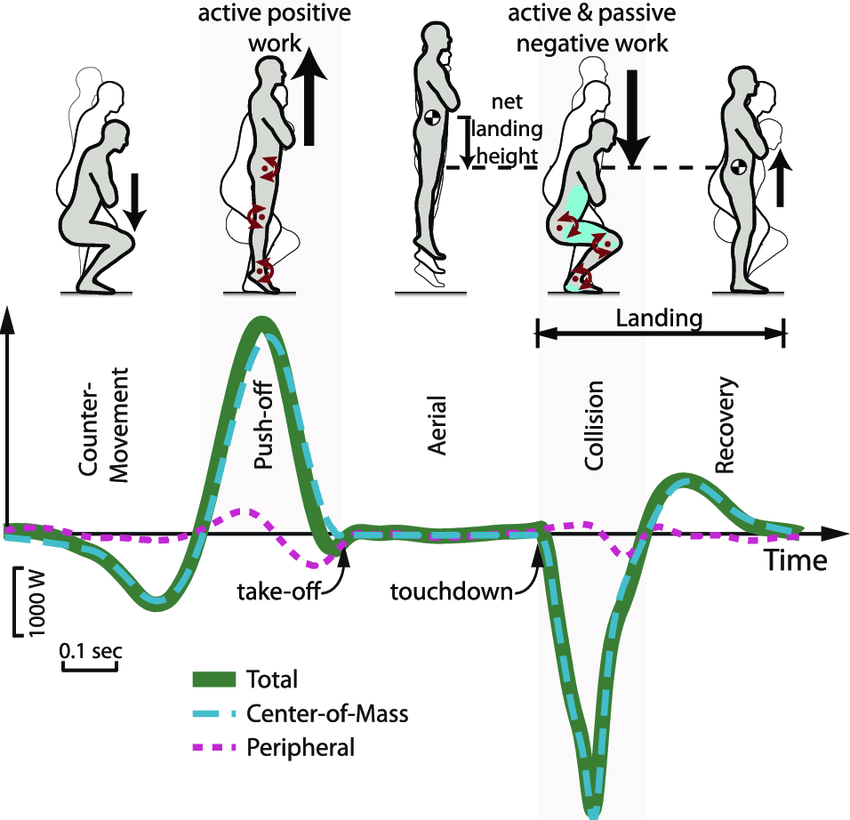 active positive
work
active & passive
negative work
net
landing
height
Landing
Counter-
Movement
Push-off
Aerial
Collision
Recovery
Time
take-off
touchdown
1000 W
0.1 sec
Total
Center-of-Mass
Peripheral